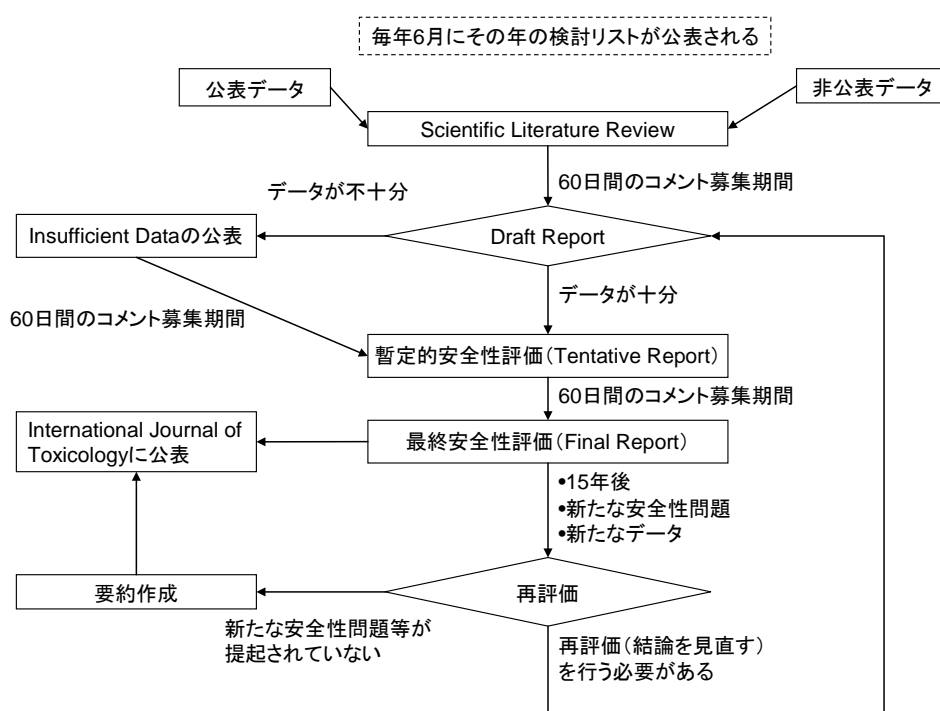 毎年6月にその年の検討リストが公表される
公表データ
非公表データ
Scientific Literature Review
60日間のコメント募集期間
データが不十分
Insufficient Dataの公表
Draft Report
データが十分
60日間のコメント募集期間
暫定的安全性評価（Tentative Report）
60日間のコメント募集期間
International Journal of
Toxicologyに公表
最終安全性評価（Final Report）
•15年後
•新たな安全性問題
•新たなデータ
要約作成
再評価
新たな安全性問題等が
提起されていない
再評価（結論を見直す）
を行う必要がある